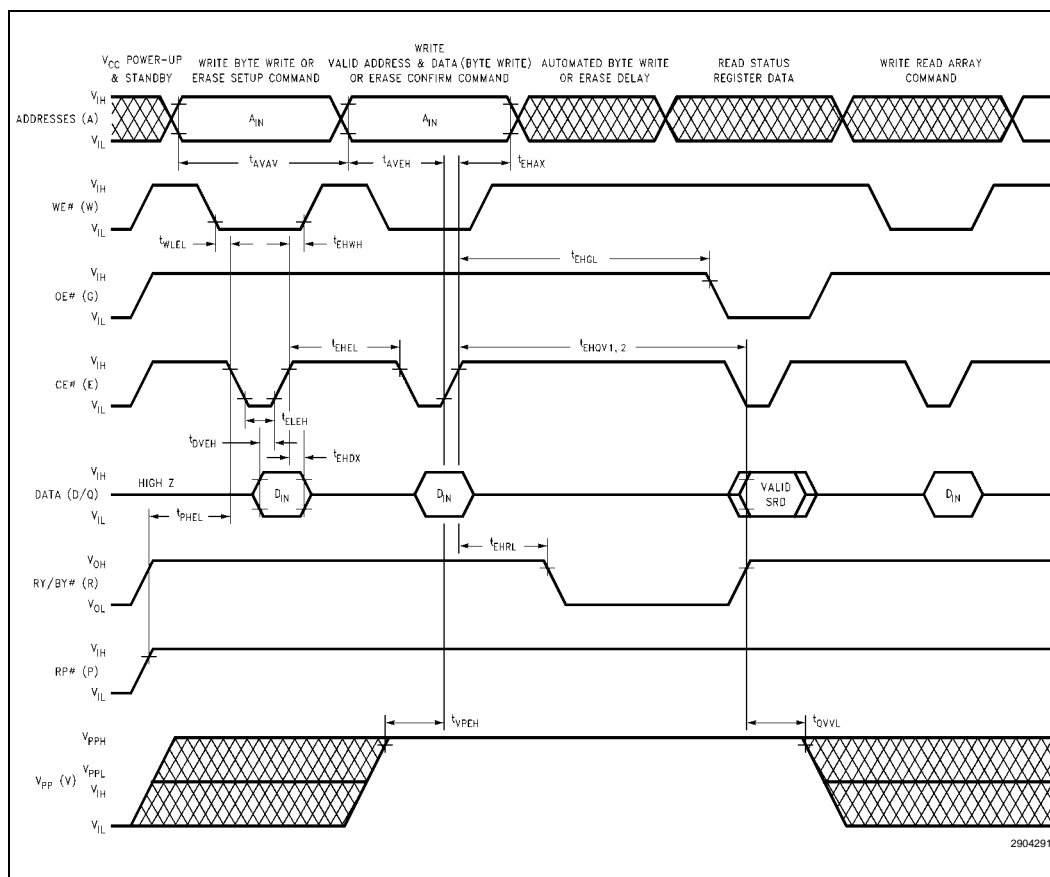 V_CC POWER-UP & STANDBY
WRITE BYTE WRITE OR ERASE SETUP COMMAND
WRITE VALID ADDRESS & DATA (BYTE WRITE) OR ERASE CONFIRM COMMAND
AUTOMATED BYTE WRITE OR ERASE DELAY
READ STATUS REGISTER DATA
WRITE READ ARRAY COMMAND
V_IH
ADDRESSES (A)
A_IN
A_IN
V_IL
t_AVAV
t_AVEH
t_EHAX
V_IH
WE# (W)
V_IL
t_WLEL
t_EHWH
t_EHGL
V_IH
OE# (G)
V_IL
t_EHEL
t_EHQV1, 2
V_IH
CE# (E)
V_IL
t_ELEH
t_DVEH
t_EHDX
V_IH
HIGH Z
DATA (D/Q)
D_IN
D_IN
VALID SRD
D_IN
V_IL
t_PHEL
t_EHRL
V_OH
RY/BY# (R)
V_OL
V_IH
RP# (P)
V_IL
t_VPEH
t_QVVL
V_PPH
V_PPL
V_PP (V)
V_IH
V_IL
2904291